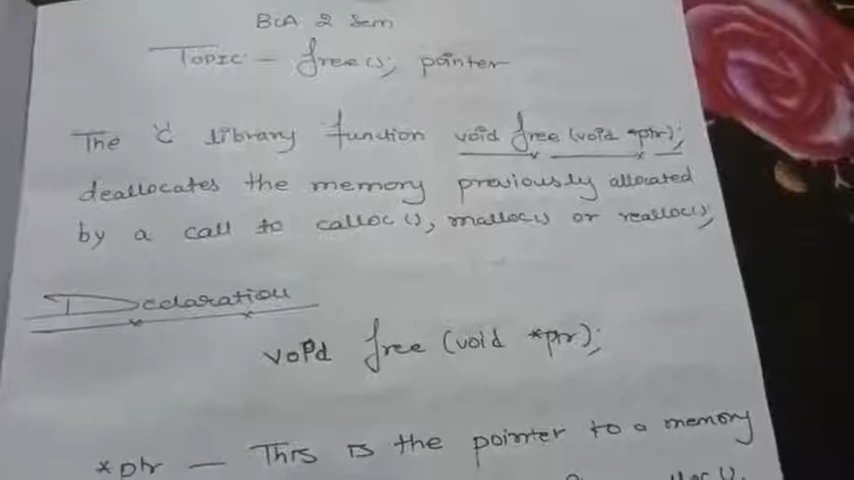 BCA 2 Sem
TOPIC - free(); pointer
The 'C' library function void free (void *ptr);
deallocates the memory previously allocated
by a call to calloc(), malloc() or realloc();
Declaration
void free (void *ptr);
*ptr — This is the pointer to a memory